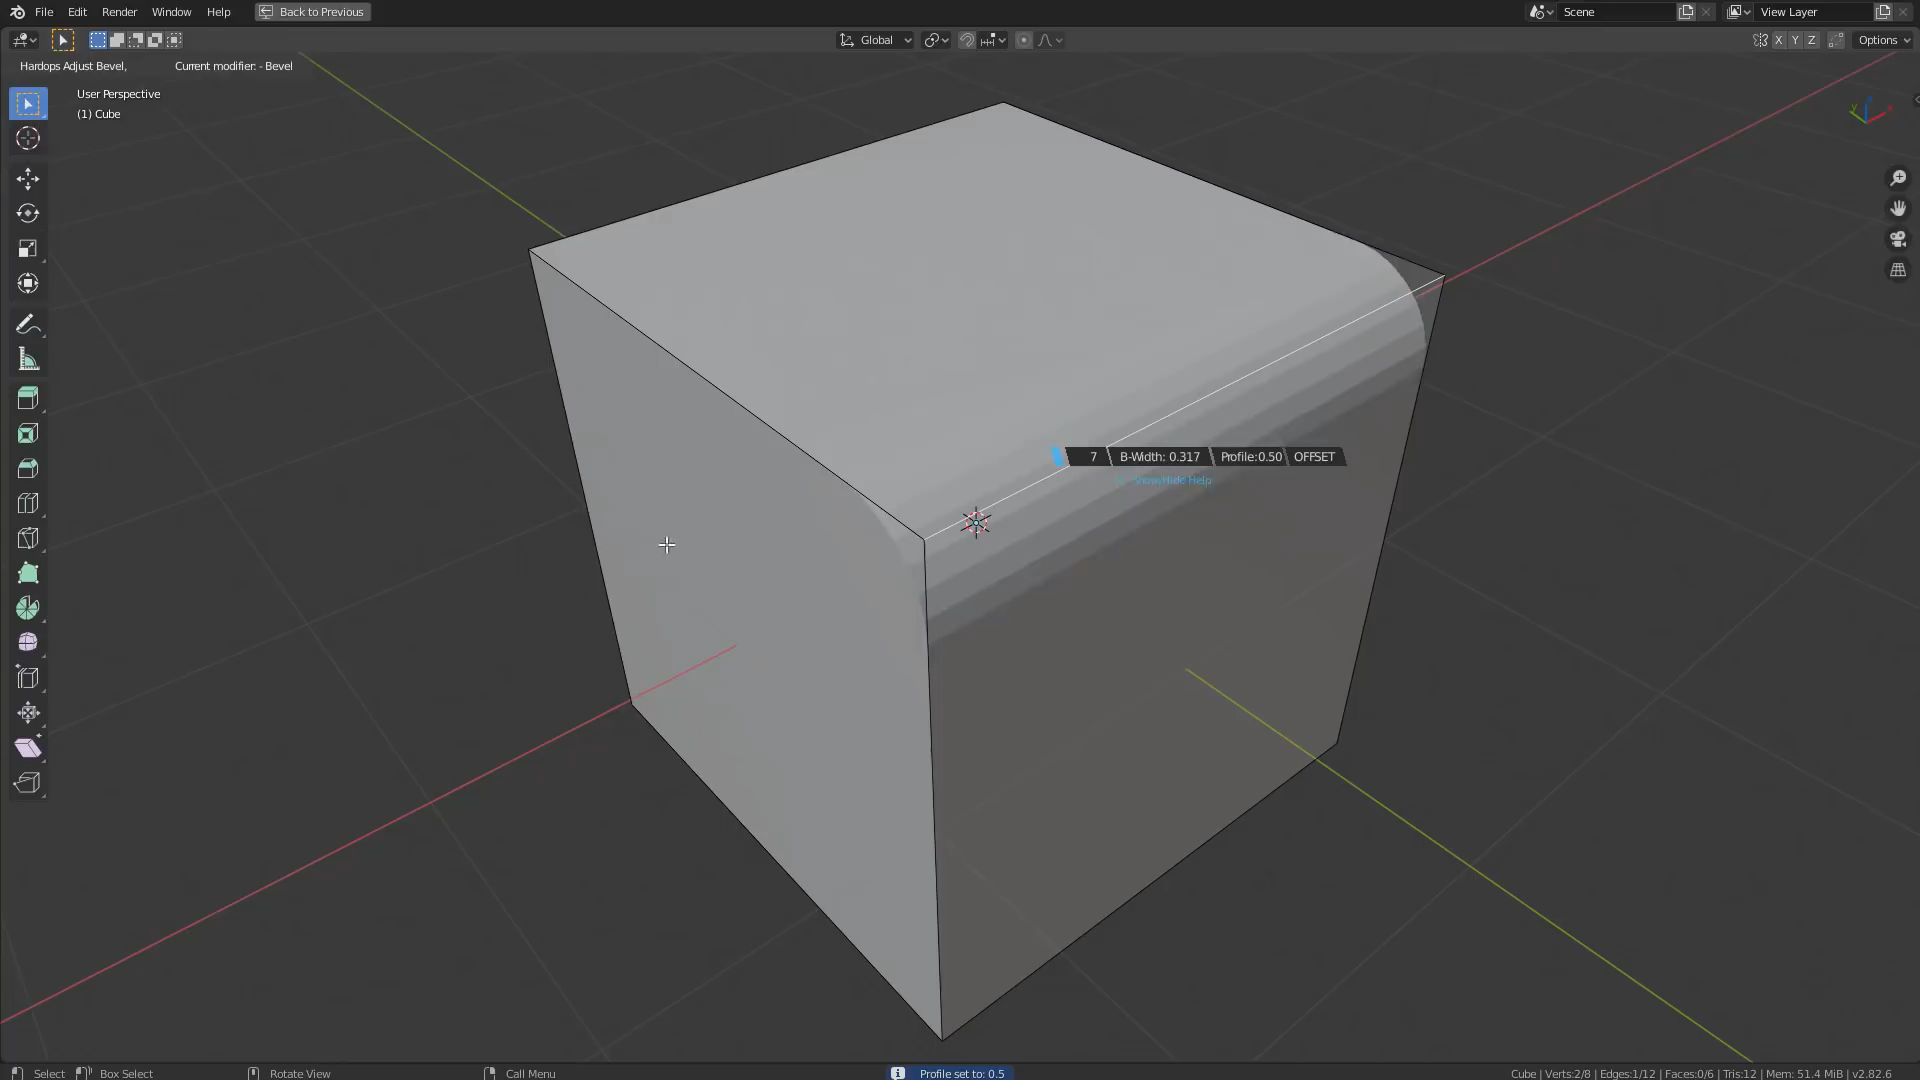 File Edit Render Window Help Back to Previous Scene View Layer
Global X Y Z Options
Hardops Adjust Bevel, Current modifier: - Bevel
User Perspective
(1) Cube
7 B-Width: 0.317 Profile:0.50 OFFSET
Show/Hide Help
Select Box Select Rotate View Call Menu Profile set to: 0.5 Cube | Verts:2/8 | Edges:1/12 | Faces:0/6 | Tris:12 | Mem: 51.4 MiB | v2.82.6